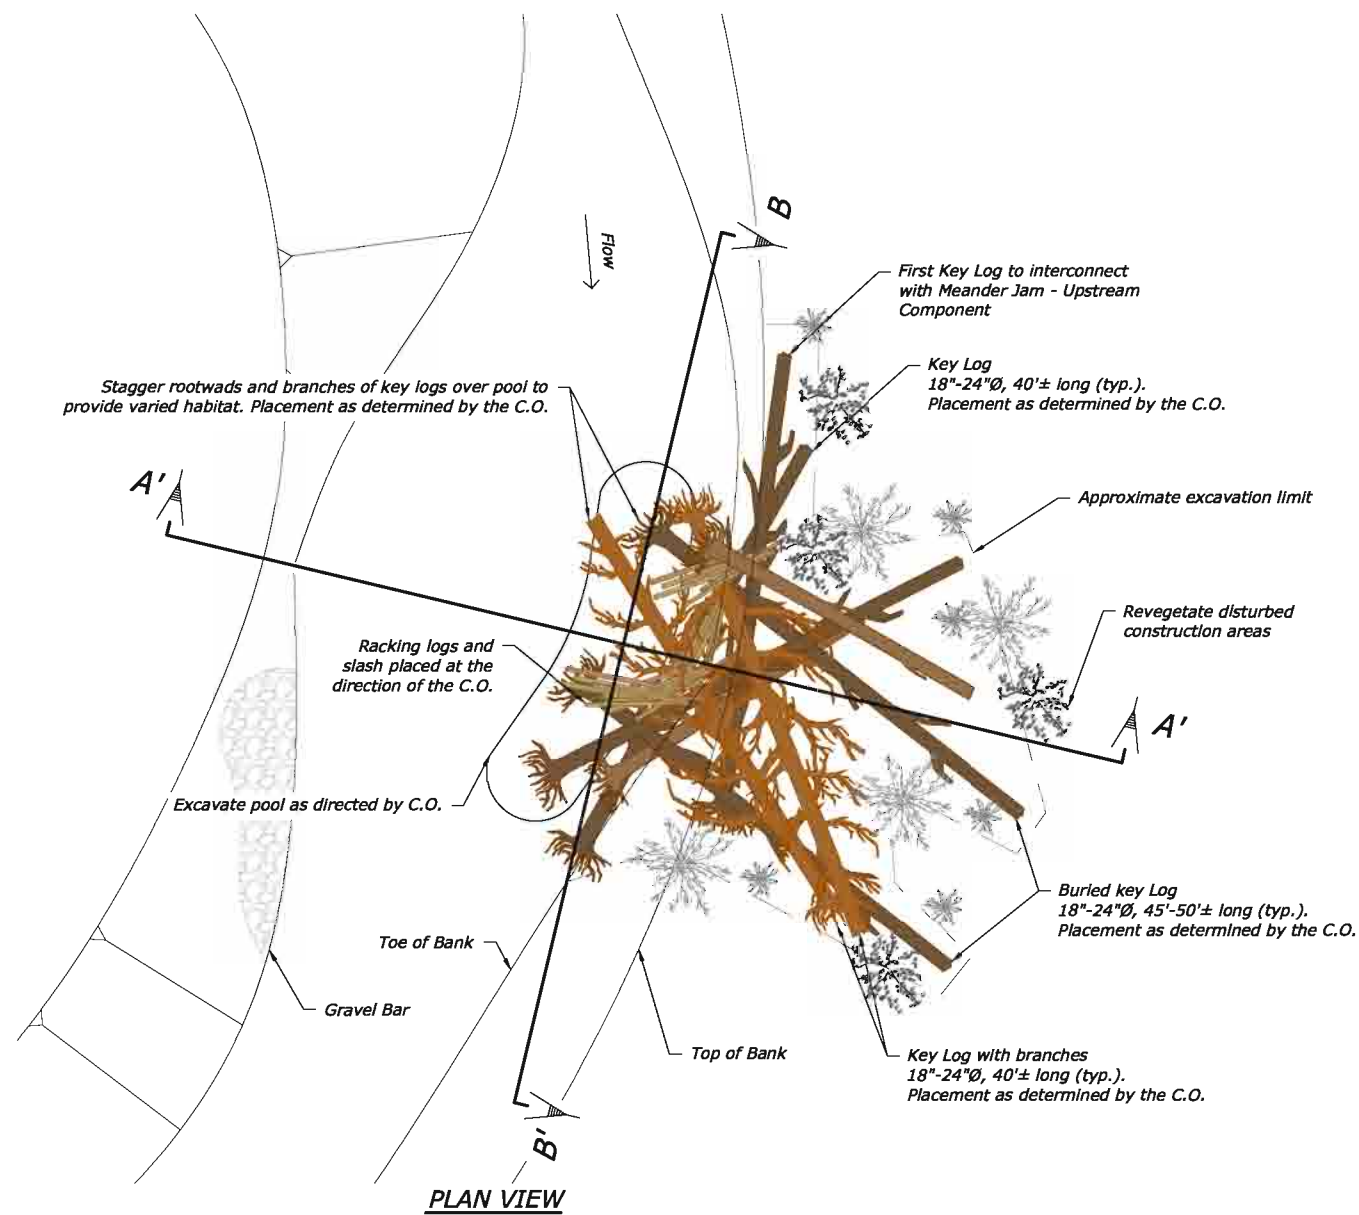 B
Flow
First Key Log to interconnect
with Meander Jam - Upstream
Component
Key Log
18"-24"Ø, 40'± long (typ.).
Placement as determined by the C.O.
Stagger rootwads and branches of key logs over pool to
provide varied habitat. Placement as determined by the C.O.
A'
Approximate excavation limit
Revegetate disturbed
construction areas
Racking logs and
slash placed at the
direction of the C.O.
A'
Excavate pool as directed by C.O.
Buried key Log
18"-24"Ø, 45'-50'± long (typ.).
Placement as determined by the C.O.
Toe of Bank
Gravel Bar
Top of Bank
Key Log with branches
18"-24"Ø, 40'± long (typ.).
Placement as determined by the C.O.
B'
PLAN VIEW